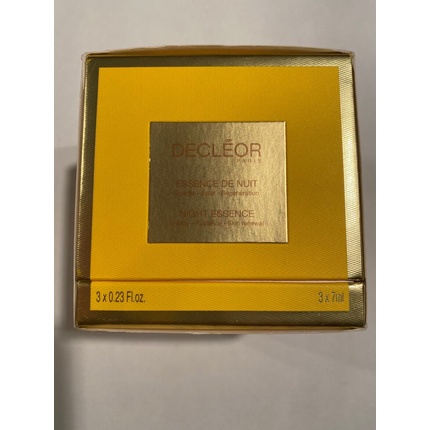 DECLÉOR
PARIS
ESSENCE DE NUIT
NIGHT ESSENCE
3 x 0.23 Fl.oz.
3 x 7ml